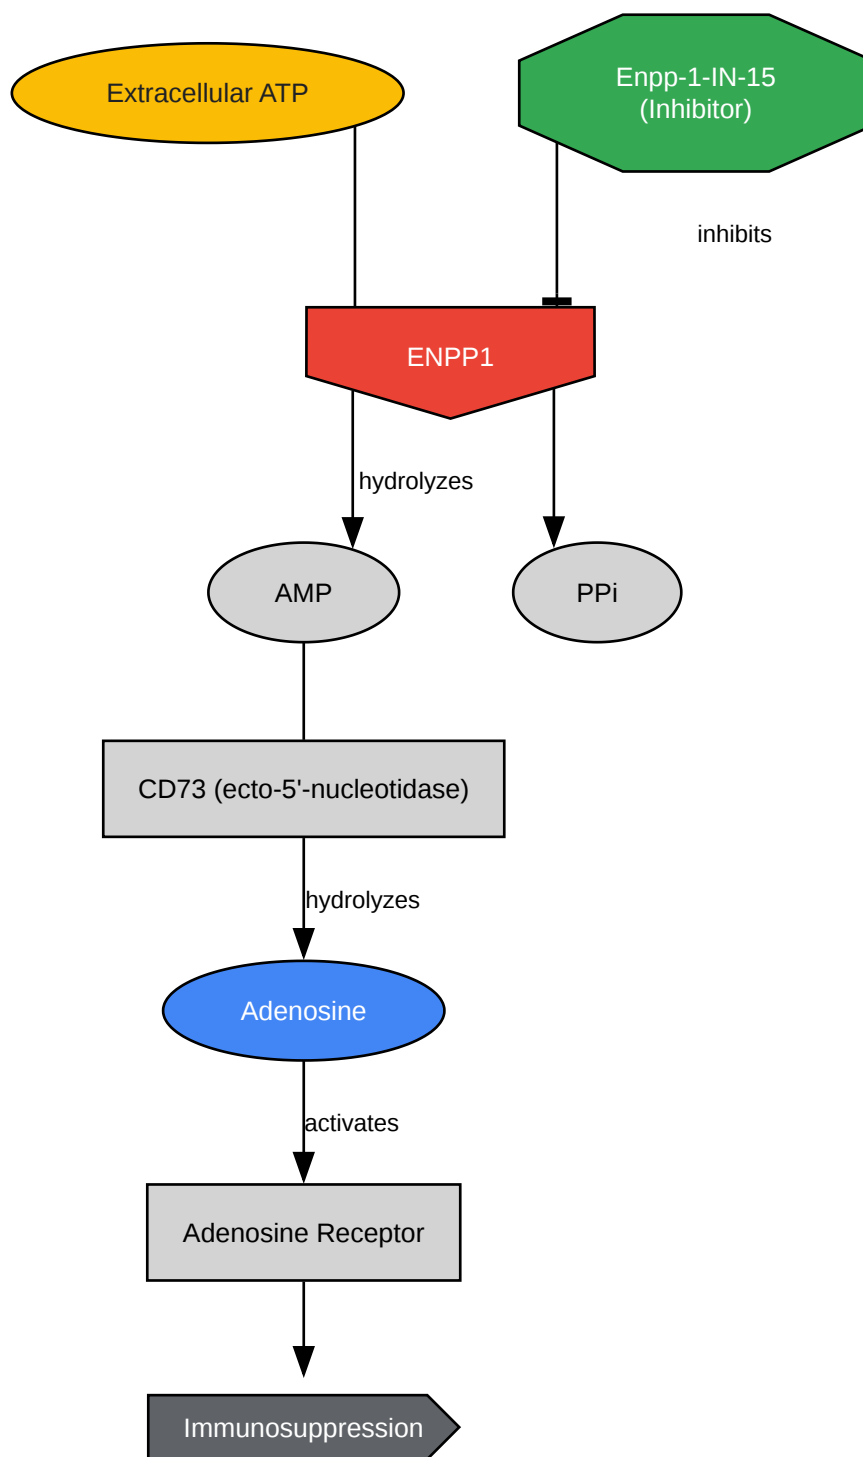 Extracellular ATP
Enpp-1-IN-15
(Inhibitor)
inhibits
ENPP1
hydrolyzes
AMP
PPi
CD73 (ecto-5'-nucleotidase)
hydrolyzes
Adenosine
activates
Adenosine Receptor
Immunosuppression